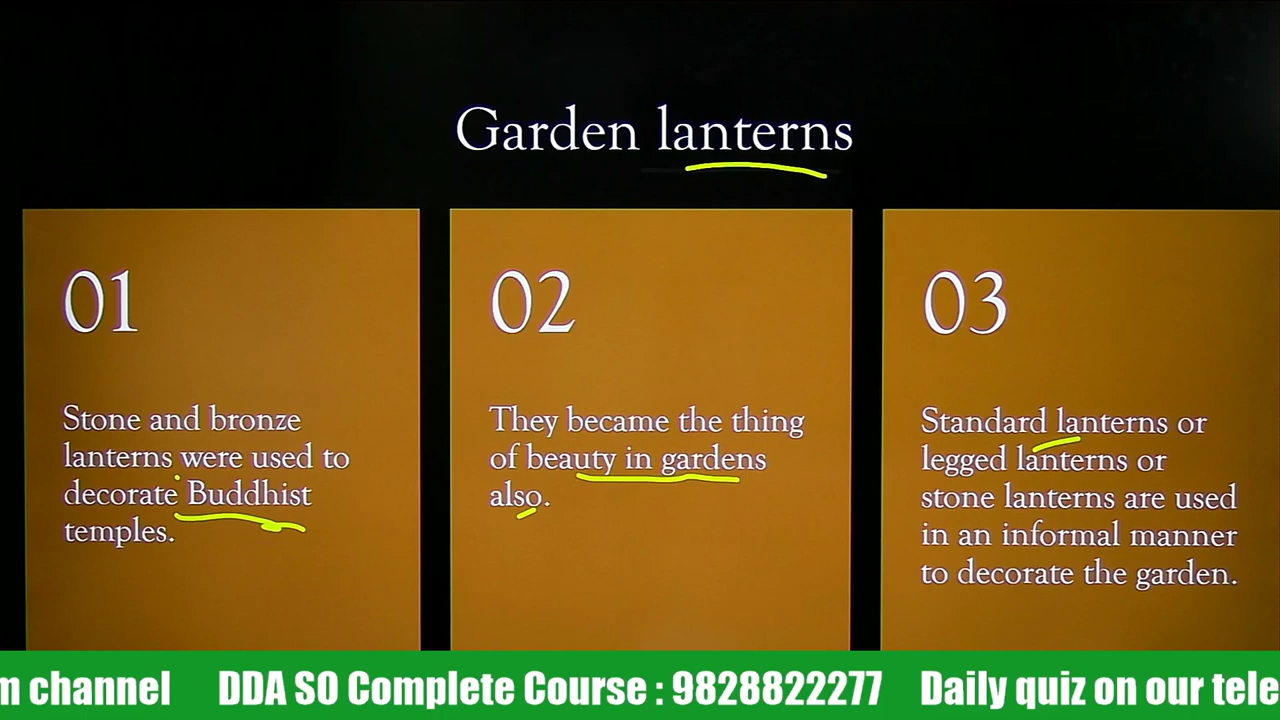 Garden lanterns
01
Stone and bronze
lanterns were used to
decorate Buddhist
temples.
02
They became the thing
of beauty in gardens
also.
03
Standard lanterns or
legged lanterns or
stone lanterns are used
in an informal manner
to decorate the garden.
m channel DDA SO Complete Course : 9828822277 Daily quiz on our tele